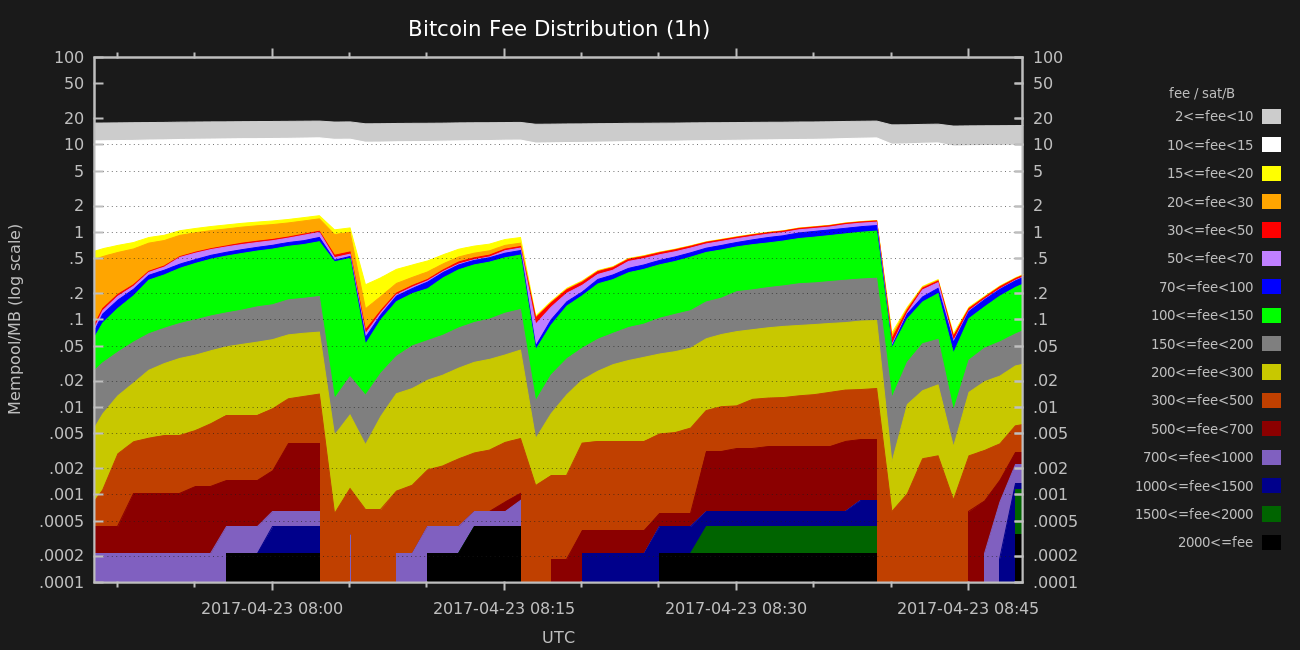 Bitcoin Fee Distribution (1h)
100
50
20
10
5
2
1
.5
.2
.1
.05
.02
.01
.005
.002
.001
.0005
.0002
.0001
Mempool/MB (log scale)
100
50
20
10
5
2
1
.5
.2
.1
.05
.02
.01
.005
.002
.001
.0005
.0002
.0001
fee / sat/B
2<=fee<10
10<=fee<15
15<=fee<20
20<=fee<30
30<=fee<50
50<=fee<70
70<=fee<100
100<=fee<150
150<=fee<200
200<=fee<300
300<=fee<500
500<=fee<700
700<=fee<1000
1000<=fee<1500
1500<=fee<2000
2000<=fee
2017-04-23 08:00
2017-04-23 08:15
2017-04-23 08:30
2017-04-23 08:45
UTC